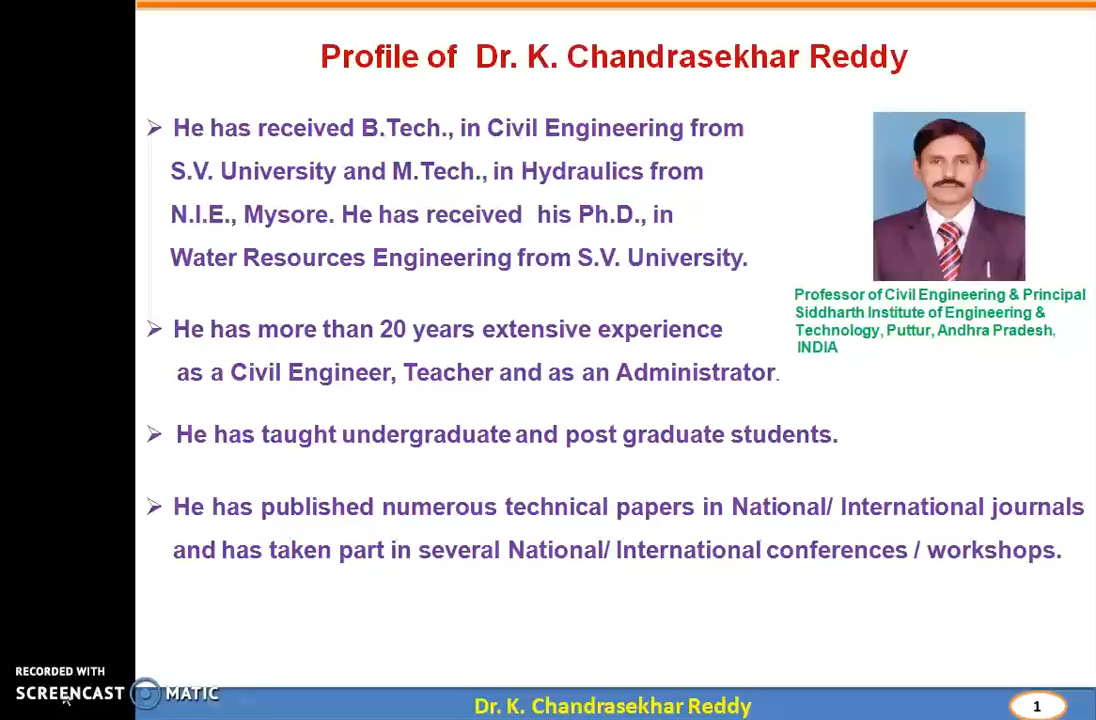 Profile of Dr. K. Chandrasekhar Reddy
➢ He has received B.Tech., in Civil Engineering from
S.V. University and M.Tech., in Hydraulics from
N.I.E., Mysore. He has received his Ph.D., in
Water Resources Engineering from S.V. University.
Professor of Civil Engineering & Principal
Siddharth Institute of Engineering &
Technology, Puttur, Andhra Pradesh,
INDIA
➢ He has more than 20 years extensive experience
as a Civil Engineer, Teacher and as an Administrator.
➢ He has taught undergraduate and post graduate students.
➢ He has published numerous technical papers in National/ International journals
and has taken part in several National/ International conferences / workshops.
RECORDED WITH
SCREENCAST MATIC
Dr. K. Chandrasekhar Reddy
1